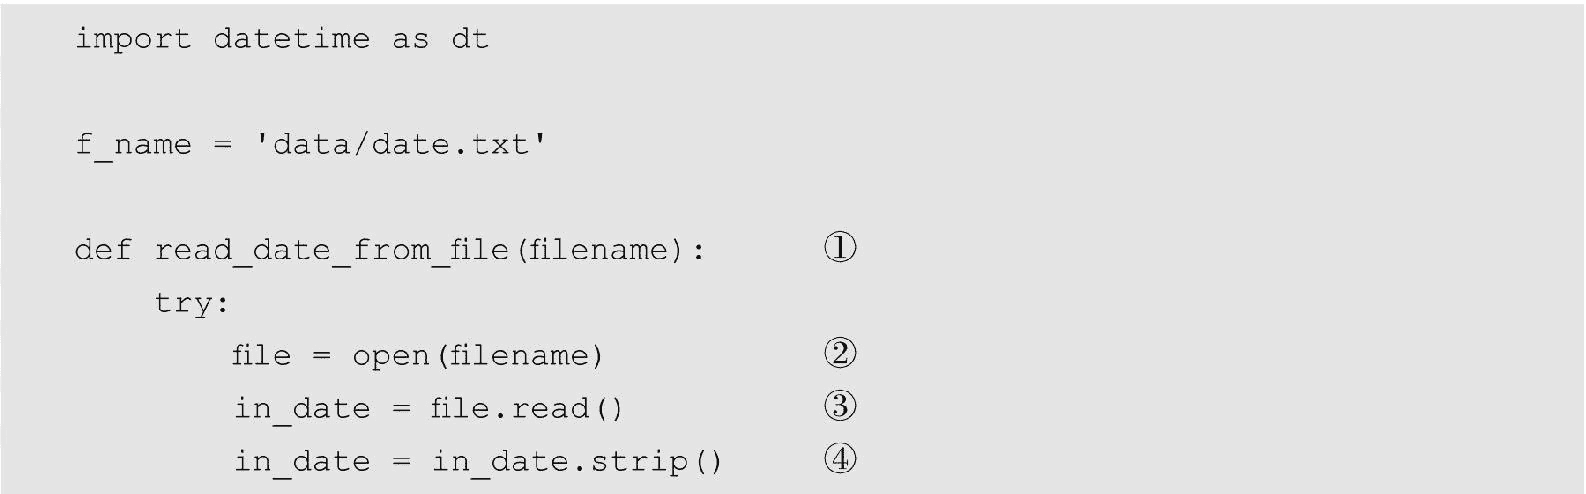 import datetime as dt
f_name = 'data/date.txt'
def read_date_from_file(filename): ①
    try:
        file = open(filename) ②
        in_date = file.read() ③
        in_date = in_date.strip() ④